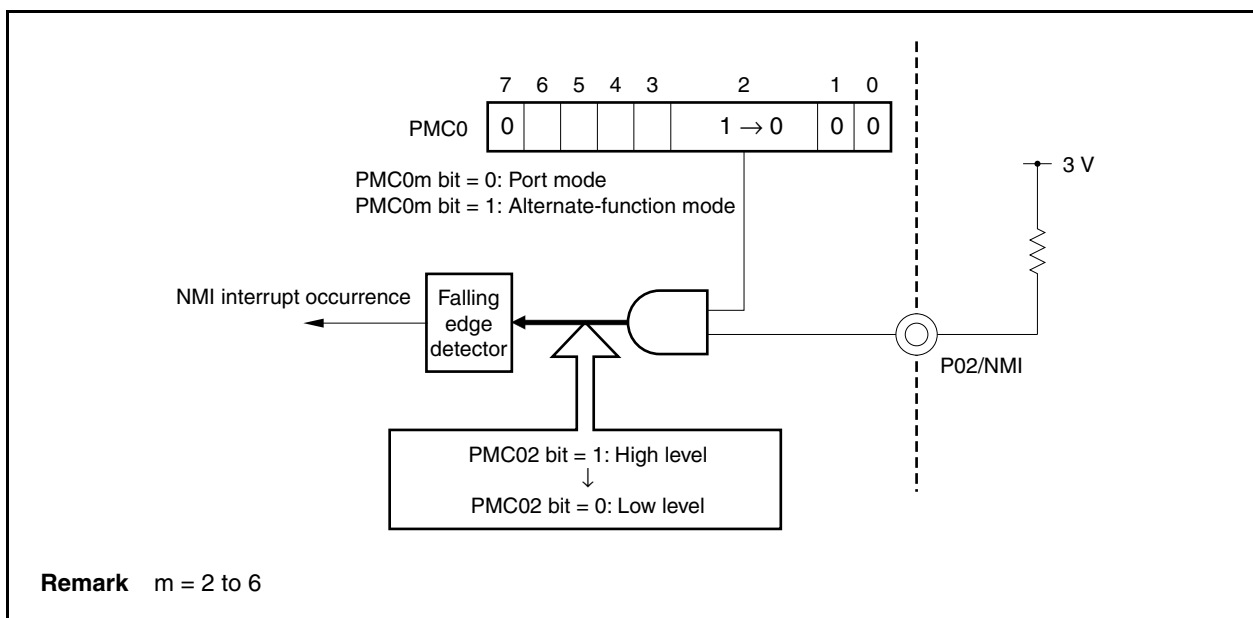 7 6 5 4 3 2 1 0
PMC0 0 1 → 0 0 0
3 V
PMC0m bit = 0: Port mode
PMC0m bit = 1: Alternate-function mode
NMI interrupt occurrence
Falling
edge
detector
P02/NMI
PMC02 bit = 1: High level
↓
PMC02 bit = 0: Low level
Remark m = 2 to 6